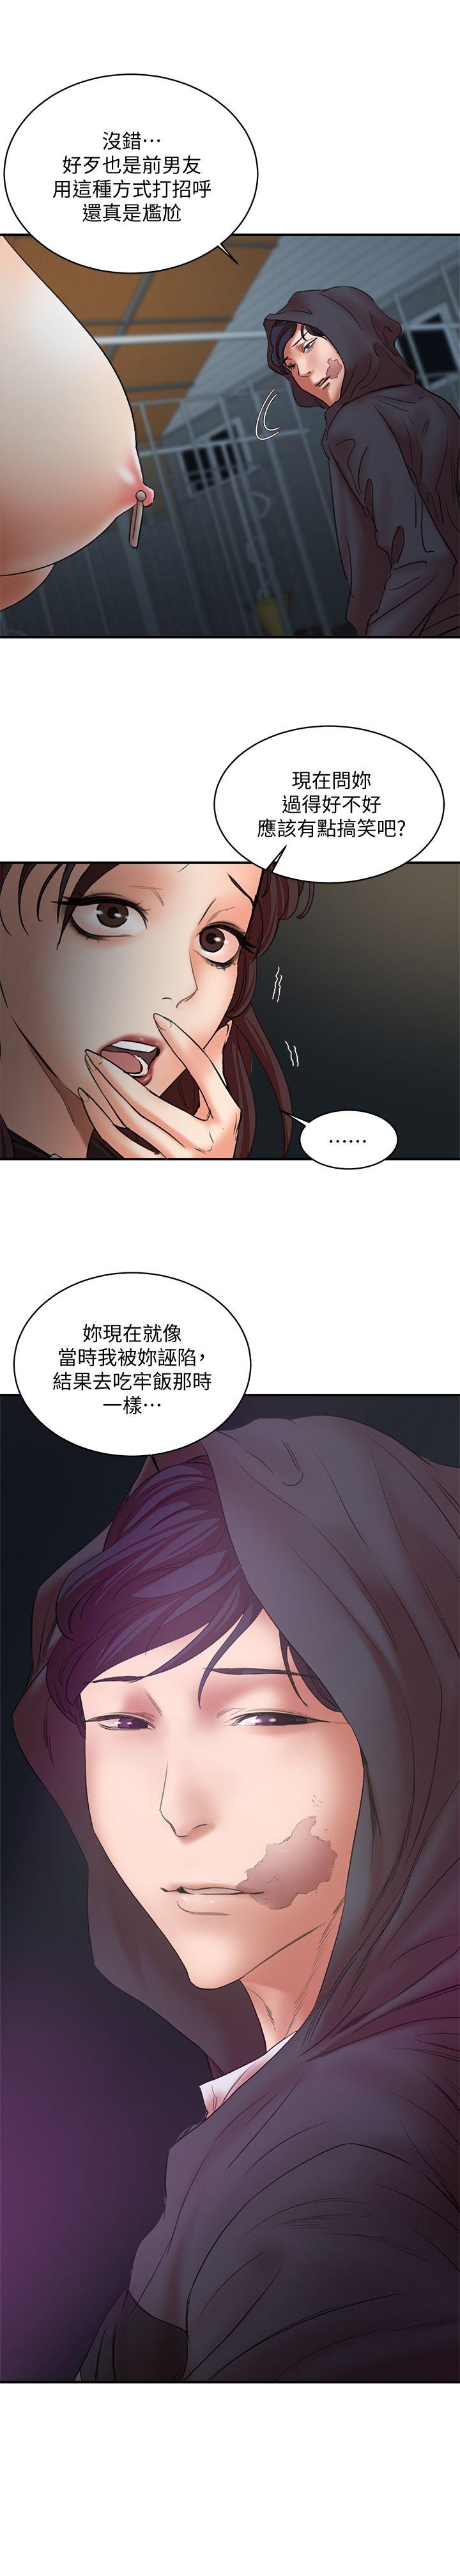 沒錯⋯
好歹也是前男友
用這種方式打招呼
還真是尷尬
現在問妳
過得好不好
應該有點搞笑吧?
⋯⋯
妳現在就像
當時我被妳誣陷，
結果去吃牢飯那時
一樣⋯